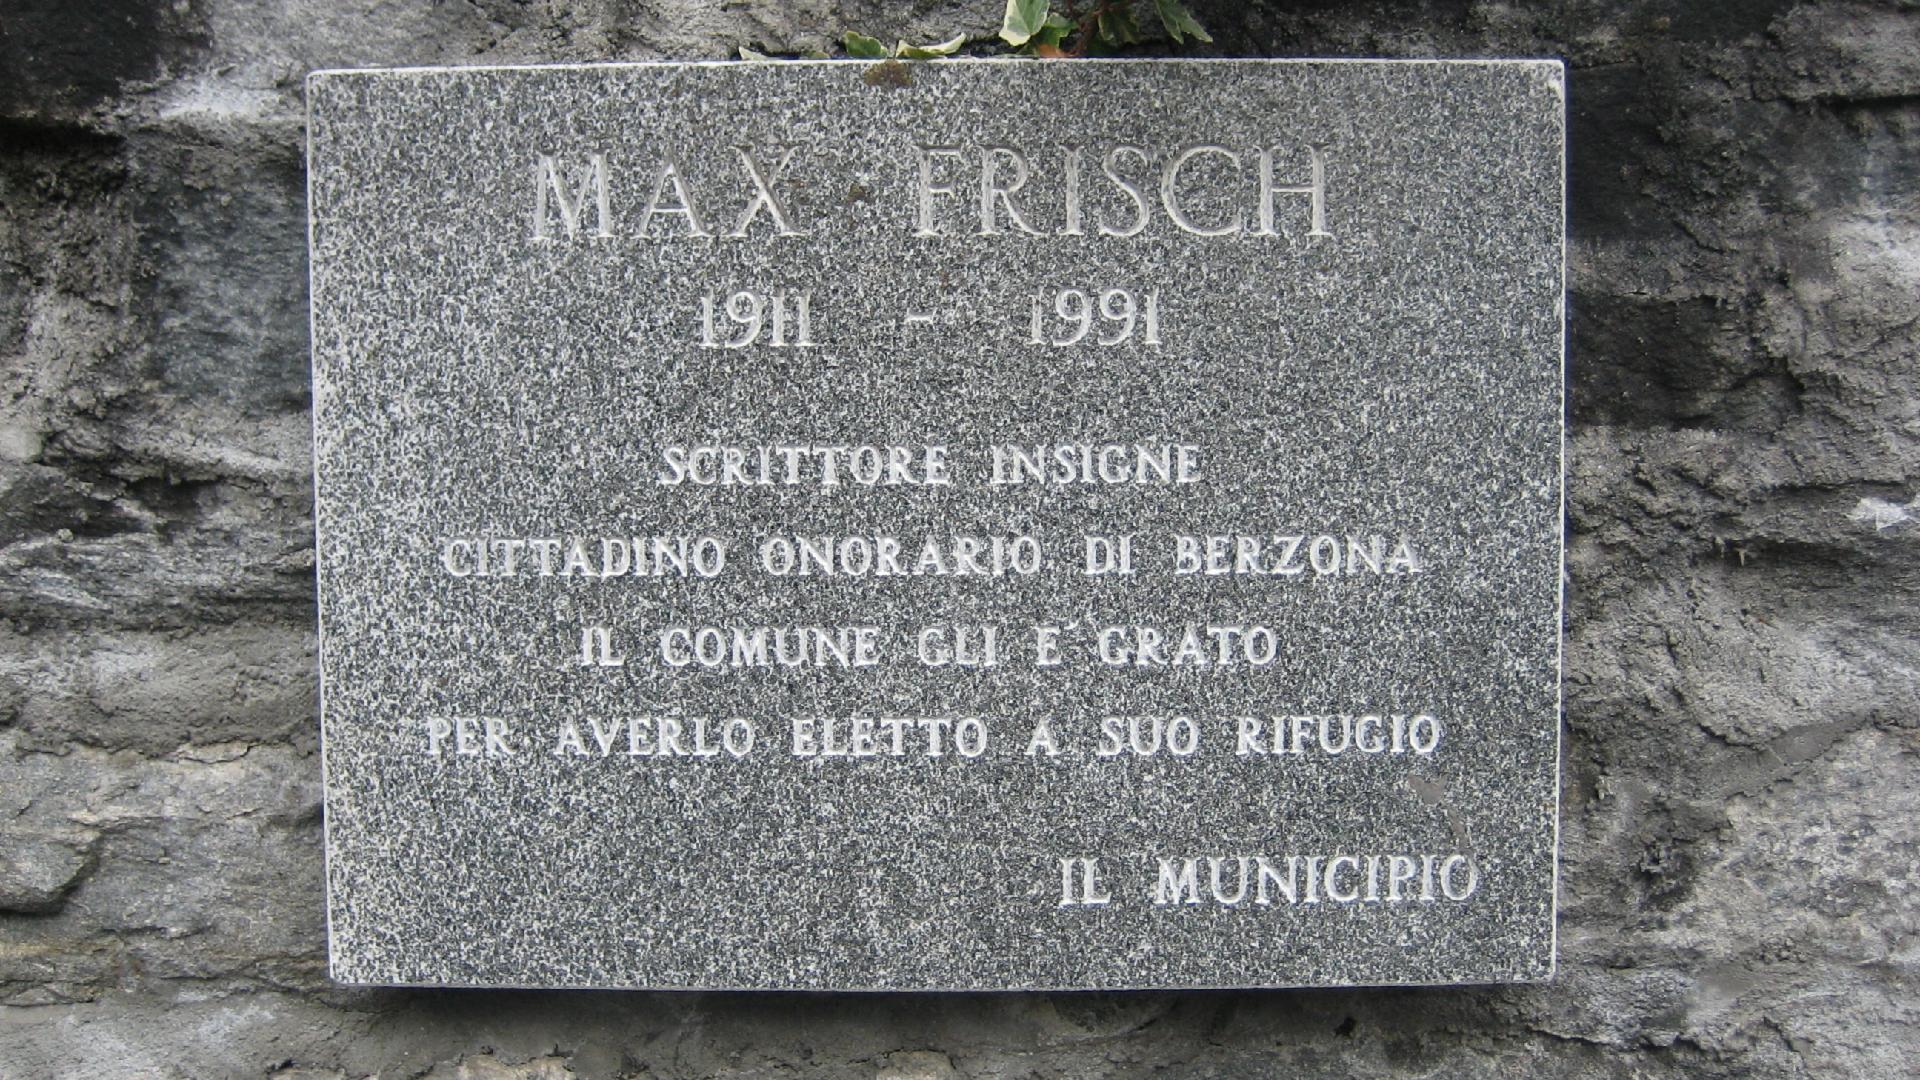 MAX FRISCH
1911 - 1991
SCRITTORE INSIGNE
CITTADINO ONORARIO DI BERZONA
IL COMUNE GLI E' GRATO
PER AVERLO ELETTO A SUO RIFUGIO
IL MUNICIPIO